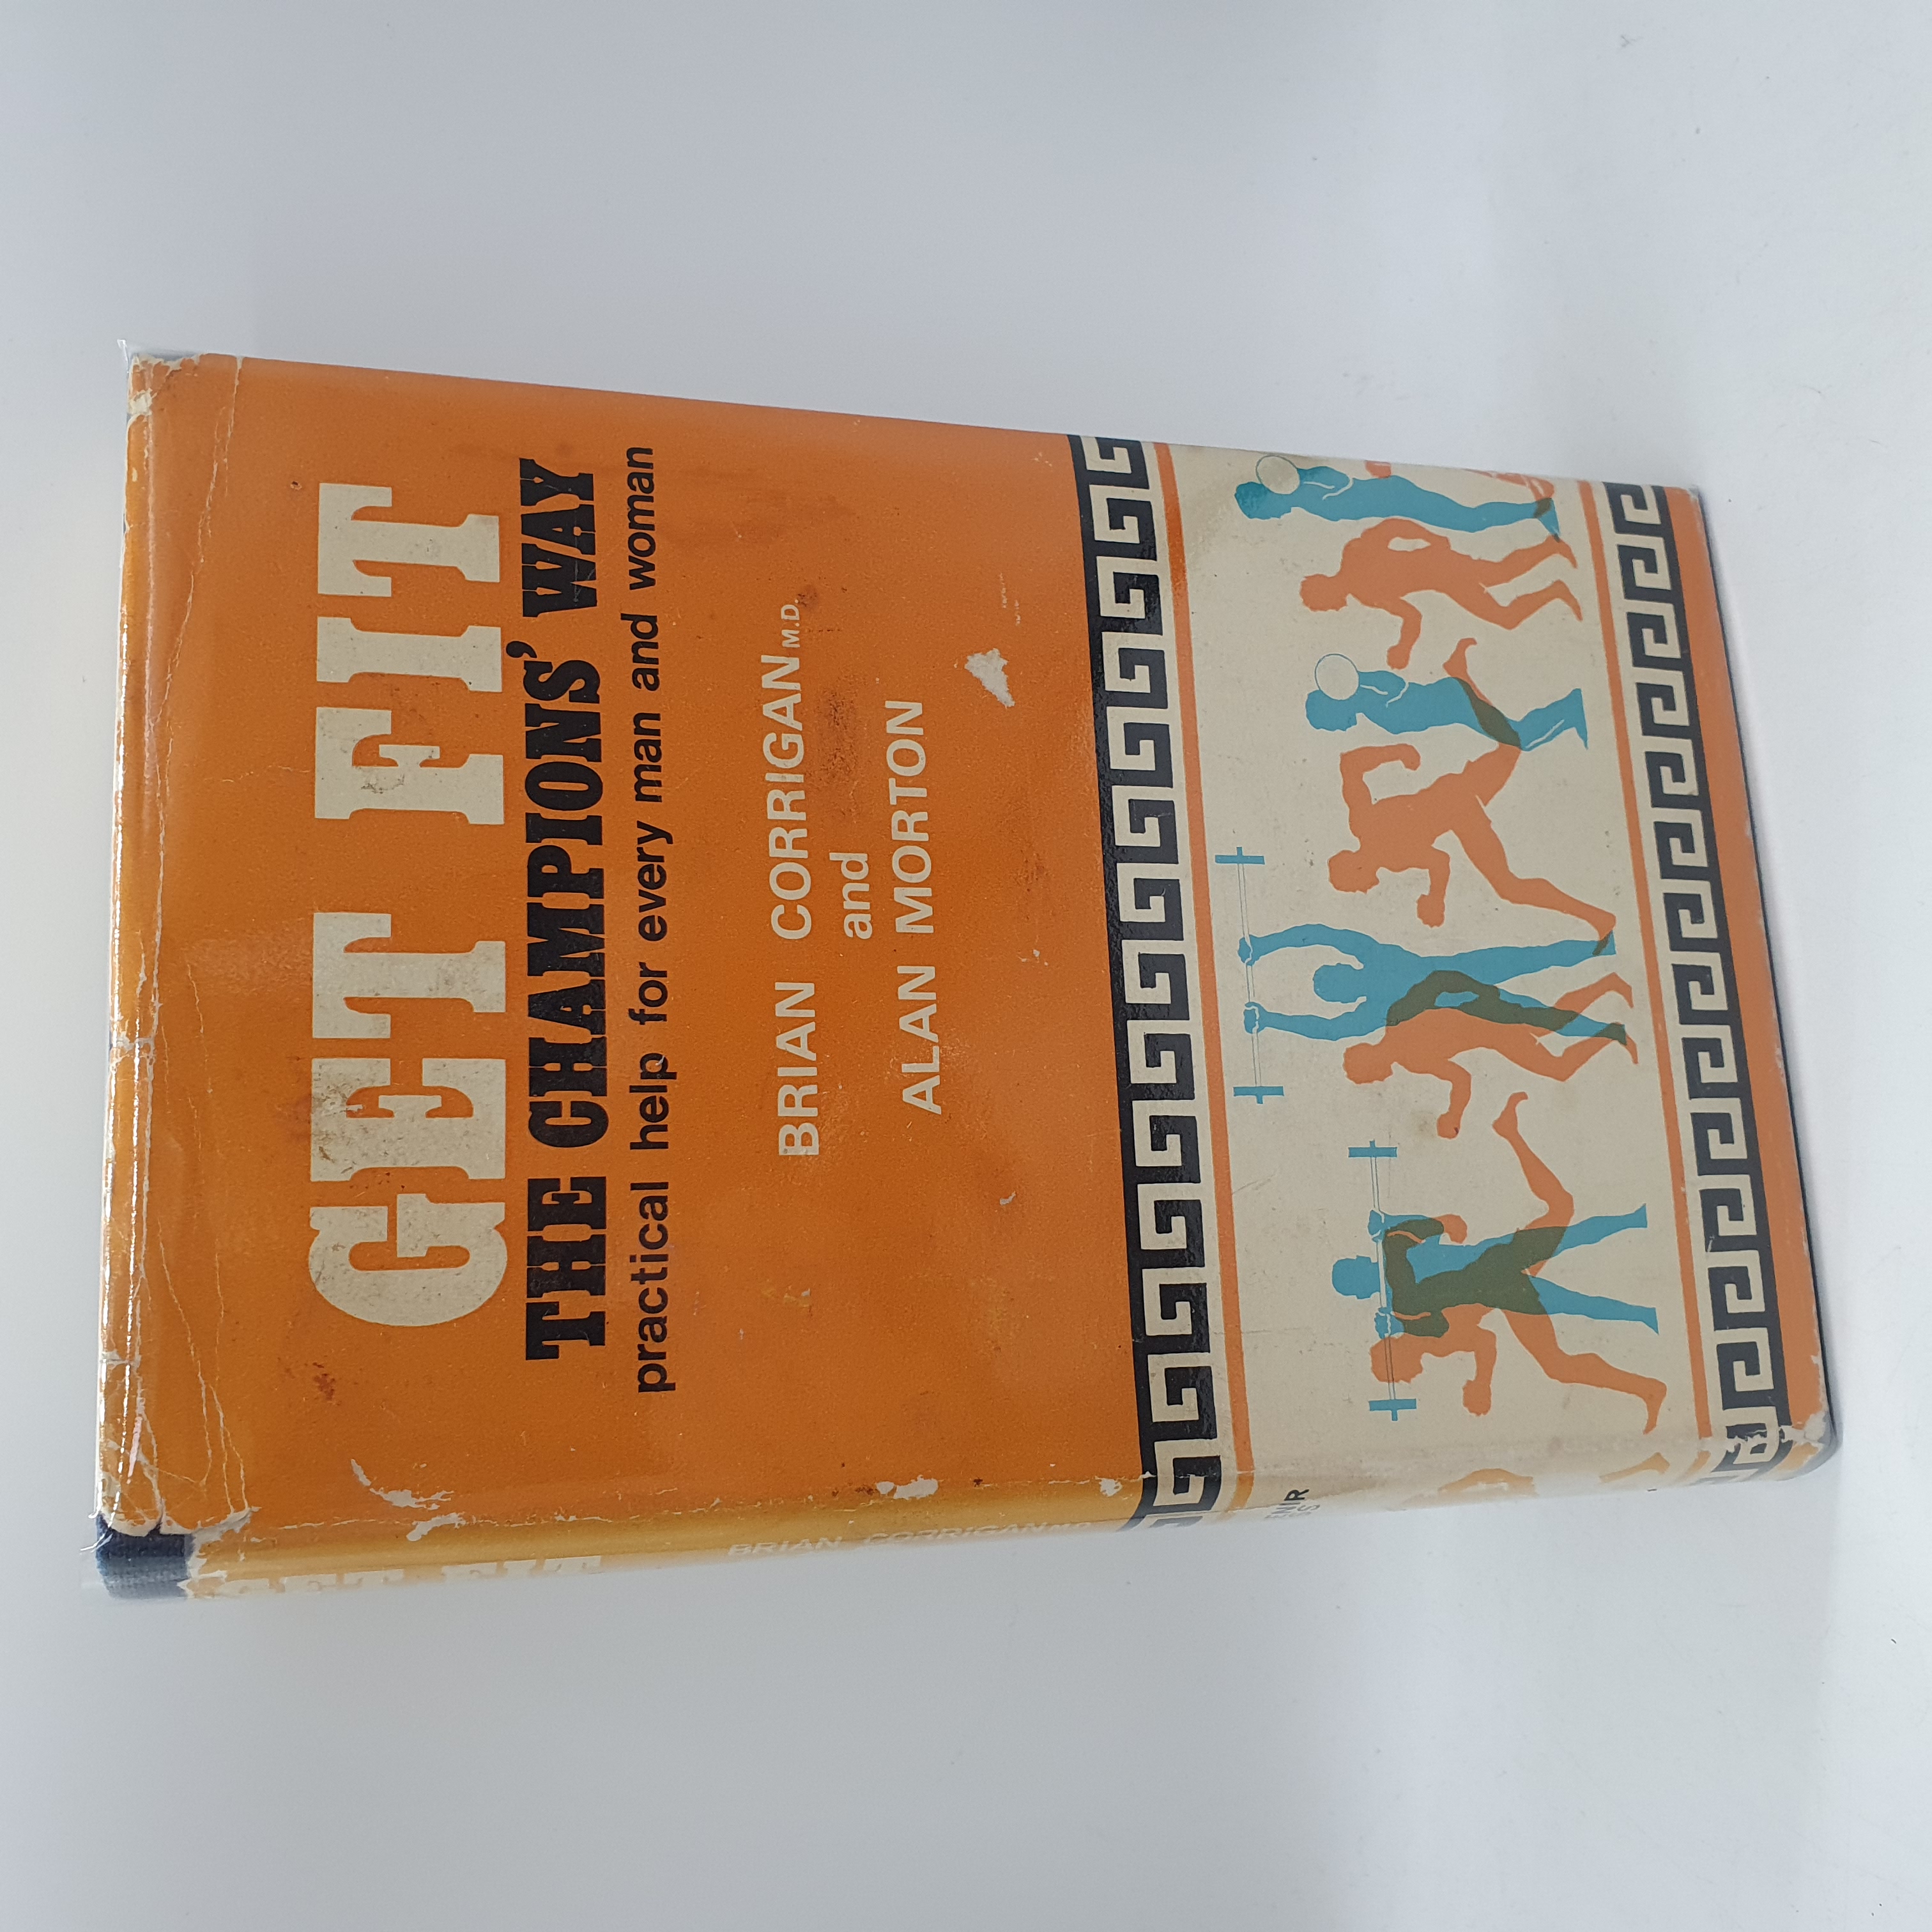 GET FIT
THE CHAMPIONS' WAY
practical help for every man and woman
BRIAN CORRIGAN M.D.
and
ALAN MORTON
GET FIT
BRIAN CORRIGAN M.D.